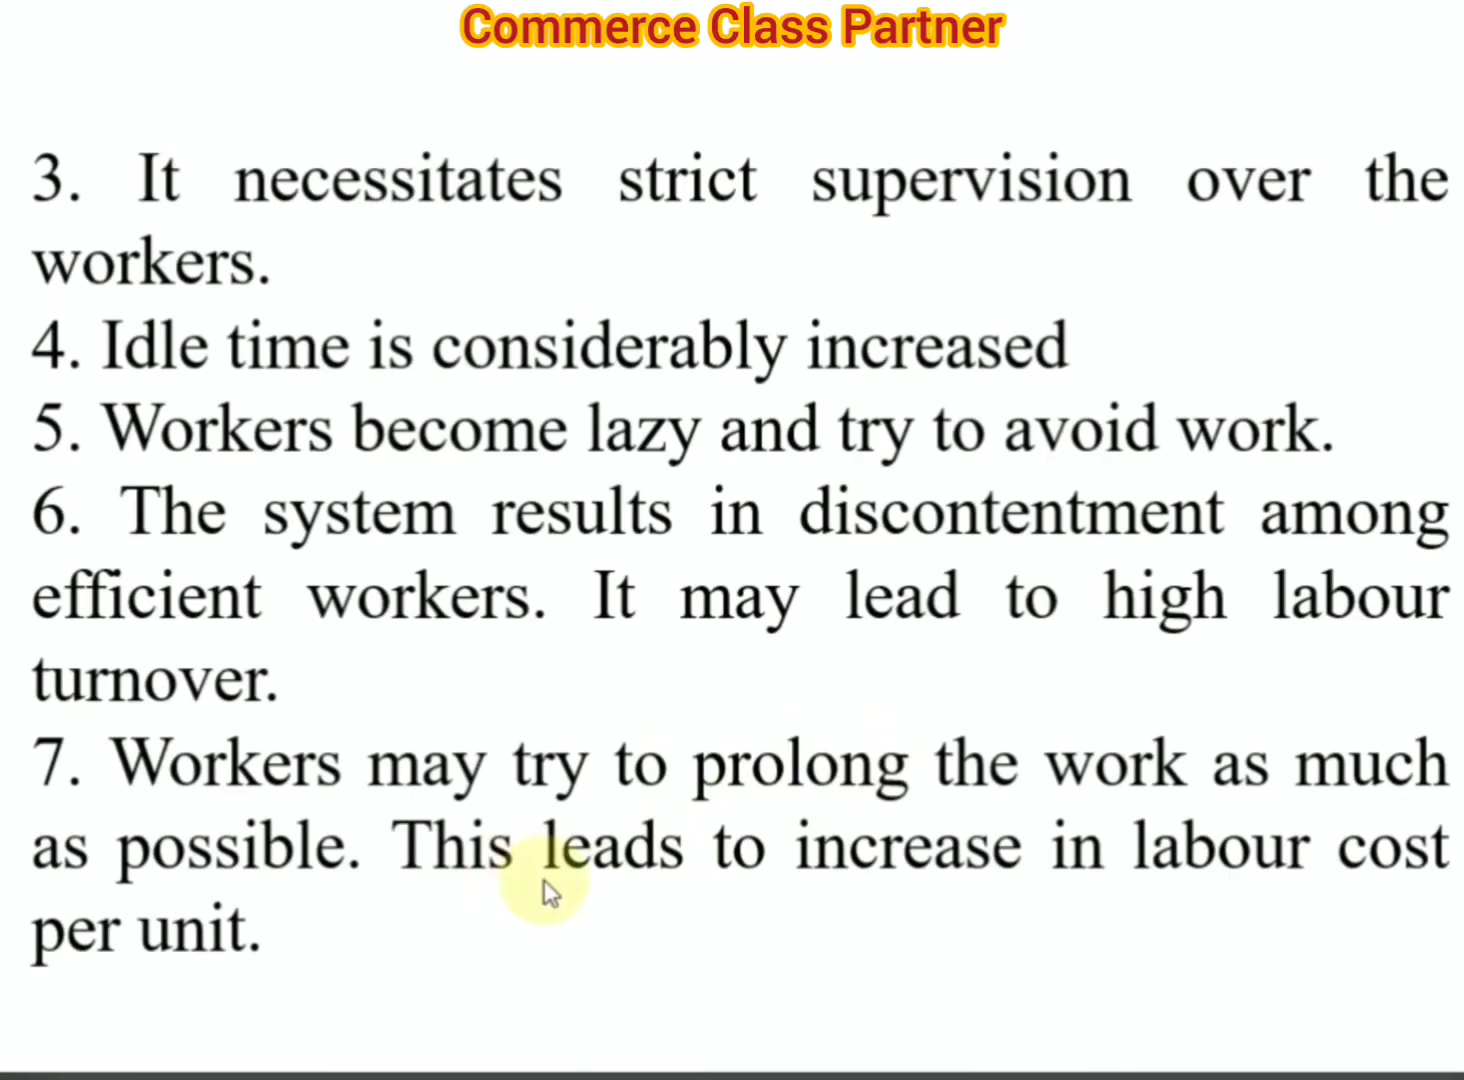 Commerce Class Partner
3. It necessitates strict supervision over the
workers.
4. Idle time is considerably increased
5. Workers become lazy and try to avoid work.
6. The system results in discontentment among
efficient workers. It may lead to high labour
turnover.
7. Workers may try to prolong the work as much
as possible. This leads to increase in labour cost
per unit.